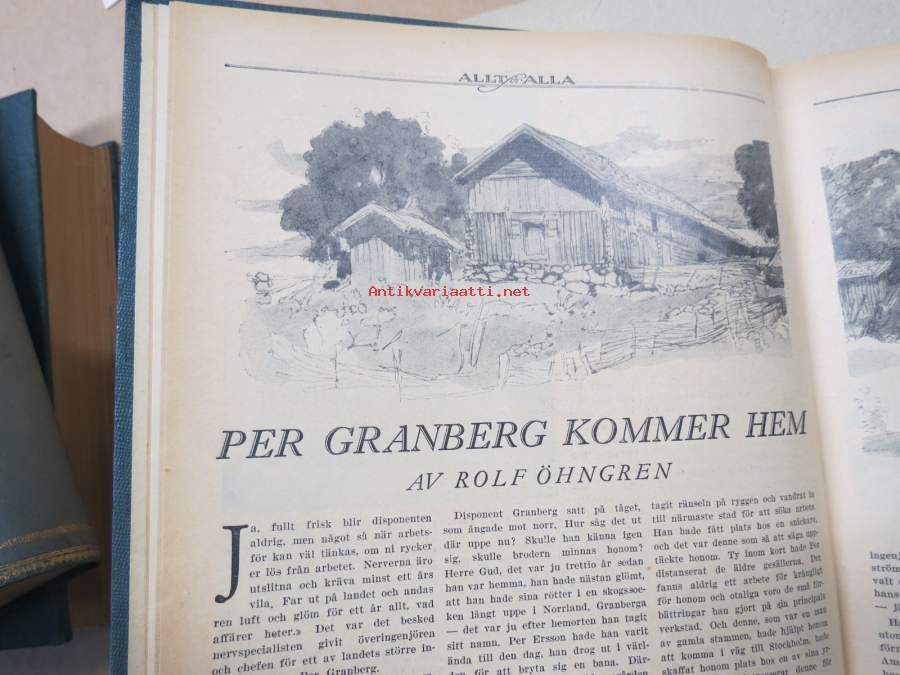 ALLT för ALLA
Antikvariaatti.net
PER GRANBERG KOMMER HEM
AV ROLF ÖHNGREN
Ja, fullt frisk blir disponenten
aldrig, men något så när arbets-
för kan väl tänkas, om ni rycker
er lös från arbetet. Nerverna äro
utslitna och kräva minst ett års
vila. Far ut på landet och andas
ren luft och glöm för ett år allt, vad
affärer heter.» Det var det besked
nervspecialisten givit överingenjören
och chefen för ett av landets större in-
Per Granberg.
Disponent Granberg satt på tåget,
som ångade mot norr. Hur såg det ut
där uppe nu? Skulle han känna igen
sig, skulle brodern minnas honom?
Herre Gud, det var ju trettio år sedan
han var hemma, han hade nästan glömt,
att han hade sina rötter i en skogssoc-
ken långt uppe i Norrland, Granberga
— det var ju efter hemorten han tagit
sitt namn. Per Ersson hade han varit
ända till den dag, han drog ut i värl-
den för att bryta sig en bana. Där-
tagit ränseln på ryggen och vandrat in
till närmaste stad för att söka arbete.
Han hade fått plats hos en snickare,
och det var denne som så att säga upp-
täckte honom. Ty inom kort hade Per
distanserat de äldre gesällerna. Det
fanns aldrig ett arbete för krångligt
för honom och otaliga voro de små för-
bättringar han gjort på sin principals
verkstad. Och denne, som var en man
av gamla stammen, hade hjälpt honom
att komma i väg till Stockholm, hade
skaffat honom plats hos en av sina yr-
denne för
ingenj
ström
valt
hans
— j
utom
förn
Am